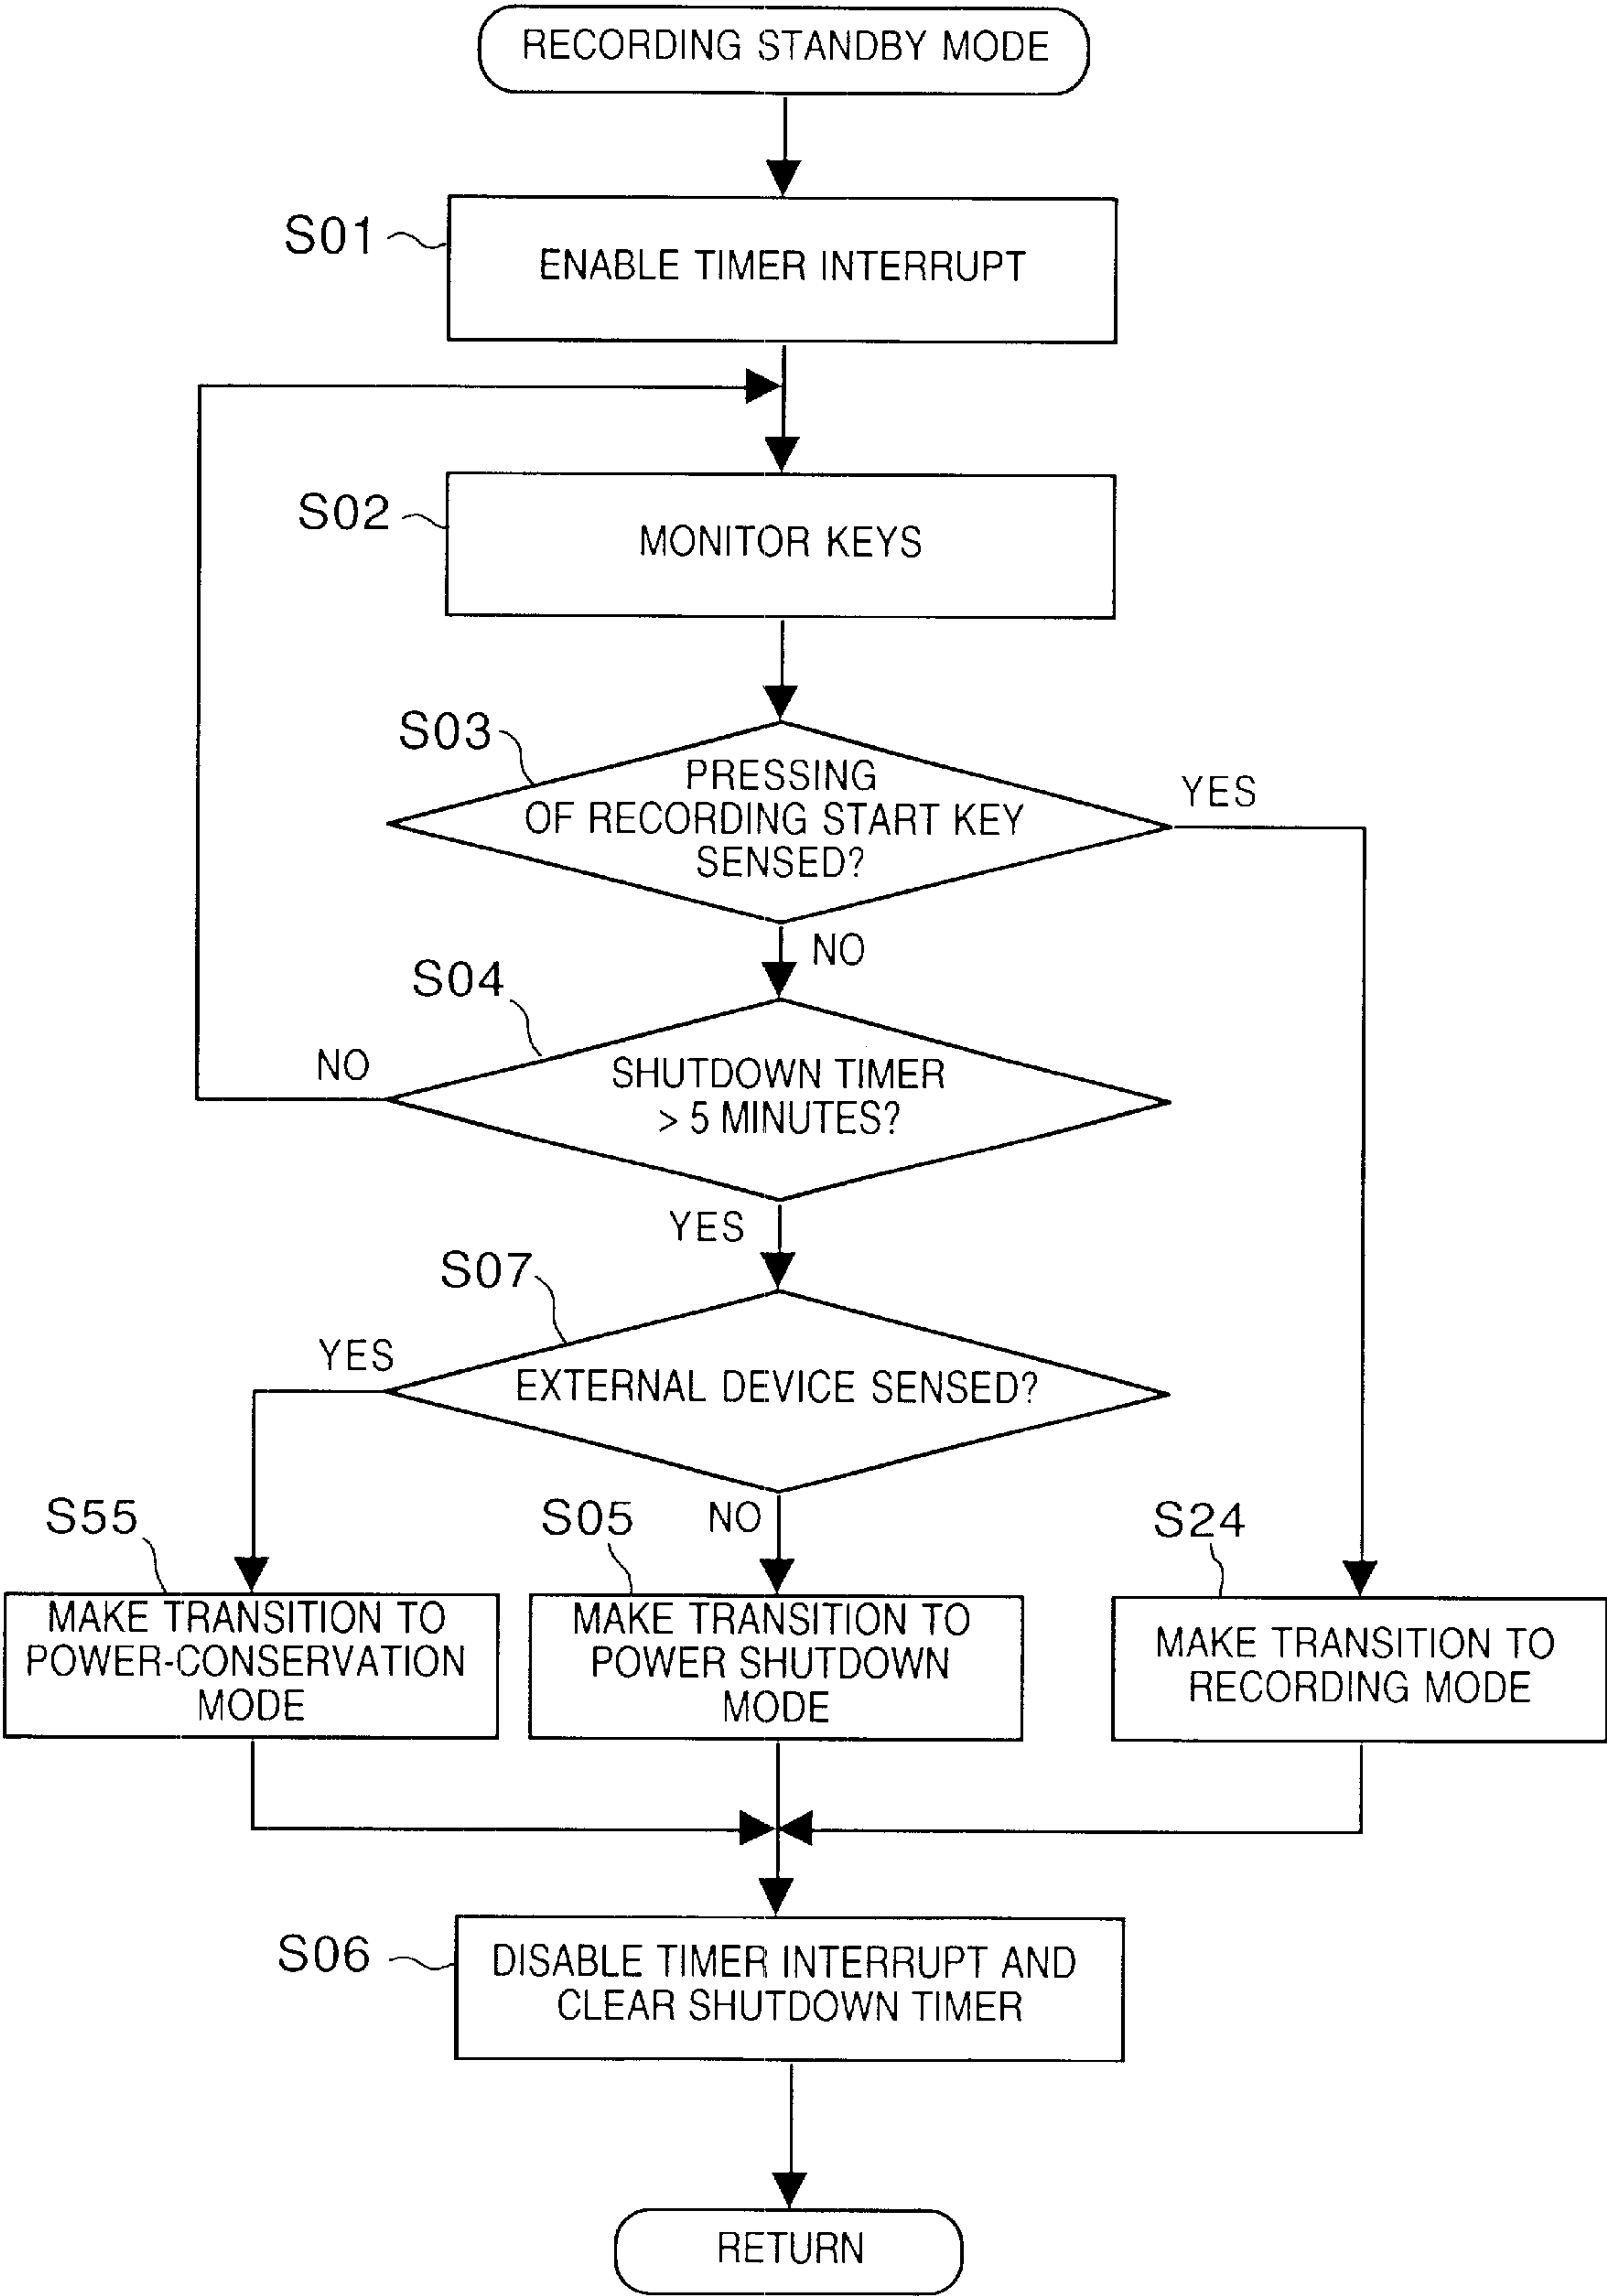 RECORDING STANDBY MODE
S01
ENABLE TIMER INTERRUPT
S02
MONITOR KEYS
S03
PRESSING
OF RECORDING START KEY
SENSED?
YES
NO
S04
SHUTDOWN TIMER
> 5 MINUTES?
NO
YES
S07
EXTERNAL DEVICE SENSED?
YES
NO
S55
MAKE TRANSITION TO
POWER-CONSERVATION
MODE
S05
MAKE TRANSITION TO
POWER SHUTDOWN
MODE
S24
MAKE TRANSITION TO
RECORDING MODE
S06
DISABLE TIMER INTERRUPT AND
CLEAR SHUTDOWN TIMER
RETURN